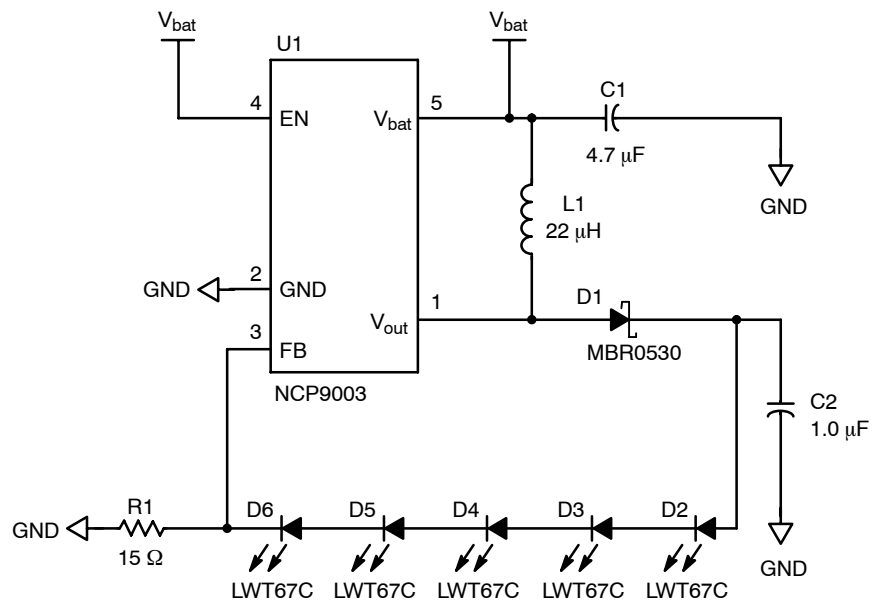 Vbat
Vbat
U1
4
EN
Vbat
5
C1
4.7 μF
GND
L1
22 μH
GND
2
GND
3
FB
Vout
1
D1
MBR0530
NCP9003
C2
1.0 μF
GND
R1
15 Ω
D6
D5
D4
D3
D2
LWT67C
LWT67C
LWT67C
LWT67C
LWT67C
GND